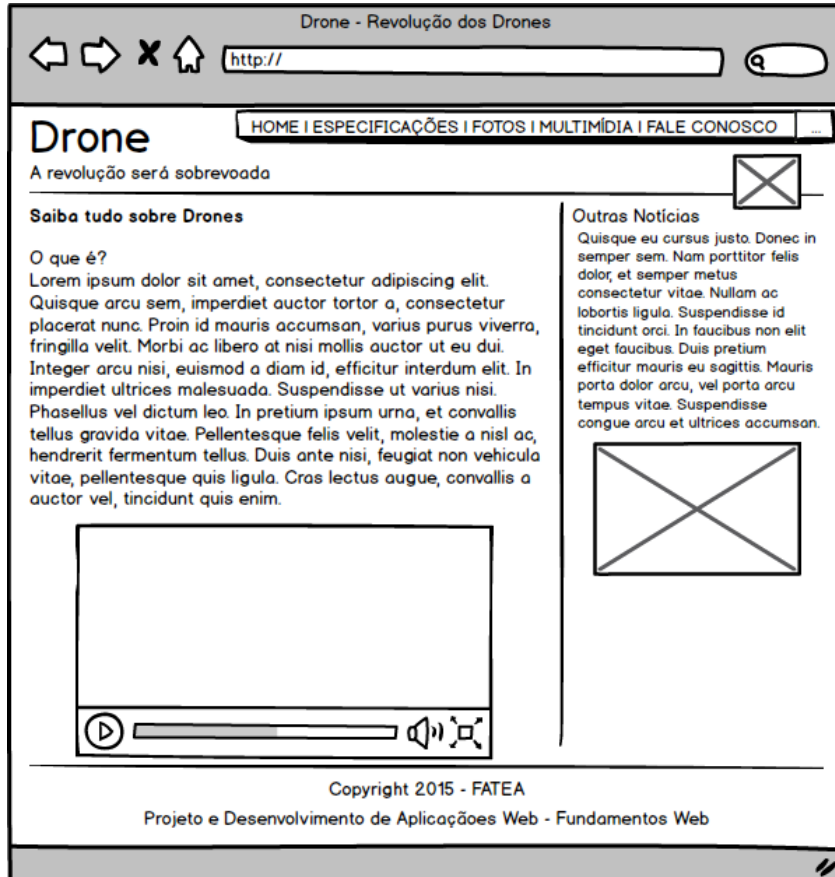 Drone - Revolução dos Drones
http://
HOME I ESPECIFICAÇÕES I FOTOS I MULTIMÍDIA I FALE CONOSCO ...
Drone
A revolução será sobrevoada
Saiba tudo sobre Drones
O que é?
Lorem ipsum dolor sit amet, consectetur adipiscing elit.
Quisque arcu sem, imperdiet auctor tortor a, consectetur
placerat nunc. Proin id mauris accumsan, varius purus viverra,
fringilla velit. Morbi ac libero at nisi mollis auctor ut eu dui.
Integer arcu nisi, euismod a diam id, efficitur interdum elit. In
imperdiet ultrices malesuada. Suspendisse ut varius nisi.
Phasellus vel dictum leo. In pretium ipsum urna, et convallis
tellus gravida vitae. Pellentesque felis velit, molestie a nisl ac,
hendrerit fermentum tellus. Duis ante nisi, feugiat non vehicula
vitae, pellentesque quis ligula. Cras lectus augue, convallis a
auctor vel, tincidunt quis enim.
Outras Notícias
Quisque eu cursus justo. Donec in
semper sem. Nam porttitor felis
dolor, et semper metus
consectetur vitae. Nullam ac
lobortis ligula. Suspendisse id
tincidunt orci. In faucibus non elit
eget faucibus. Duis pretium
efficitur mauris eu sagittis. Mauris
porta dolor arcu, vel porta arcu
tempus vitae. Suspendisse
congue arcu et ultrices accumsan.
Copyright 2015 - FATEA
Projeto e Desenvolvimento de Aplicaçãoes Web - Fundamentos Web